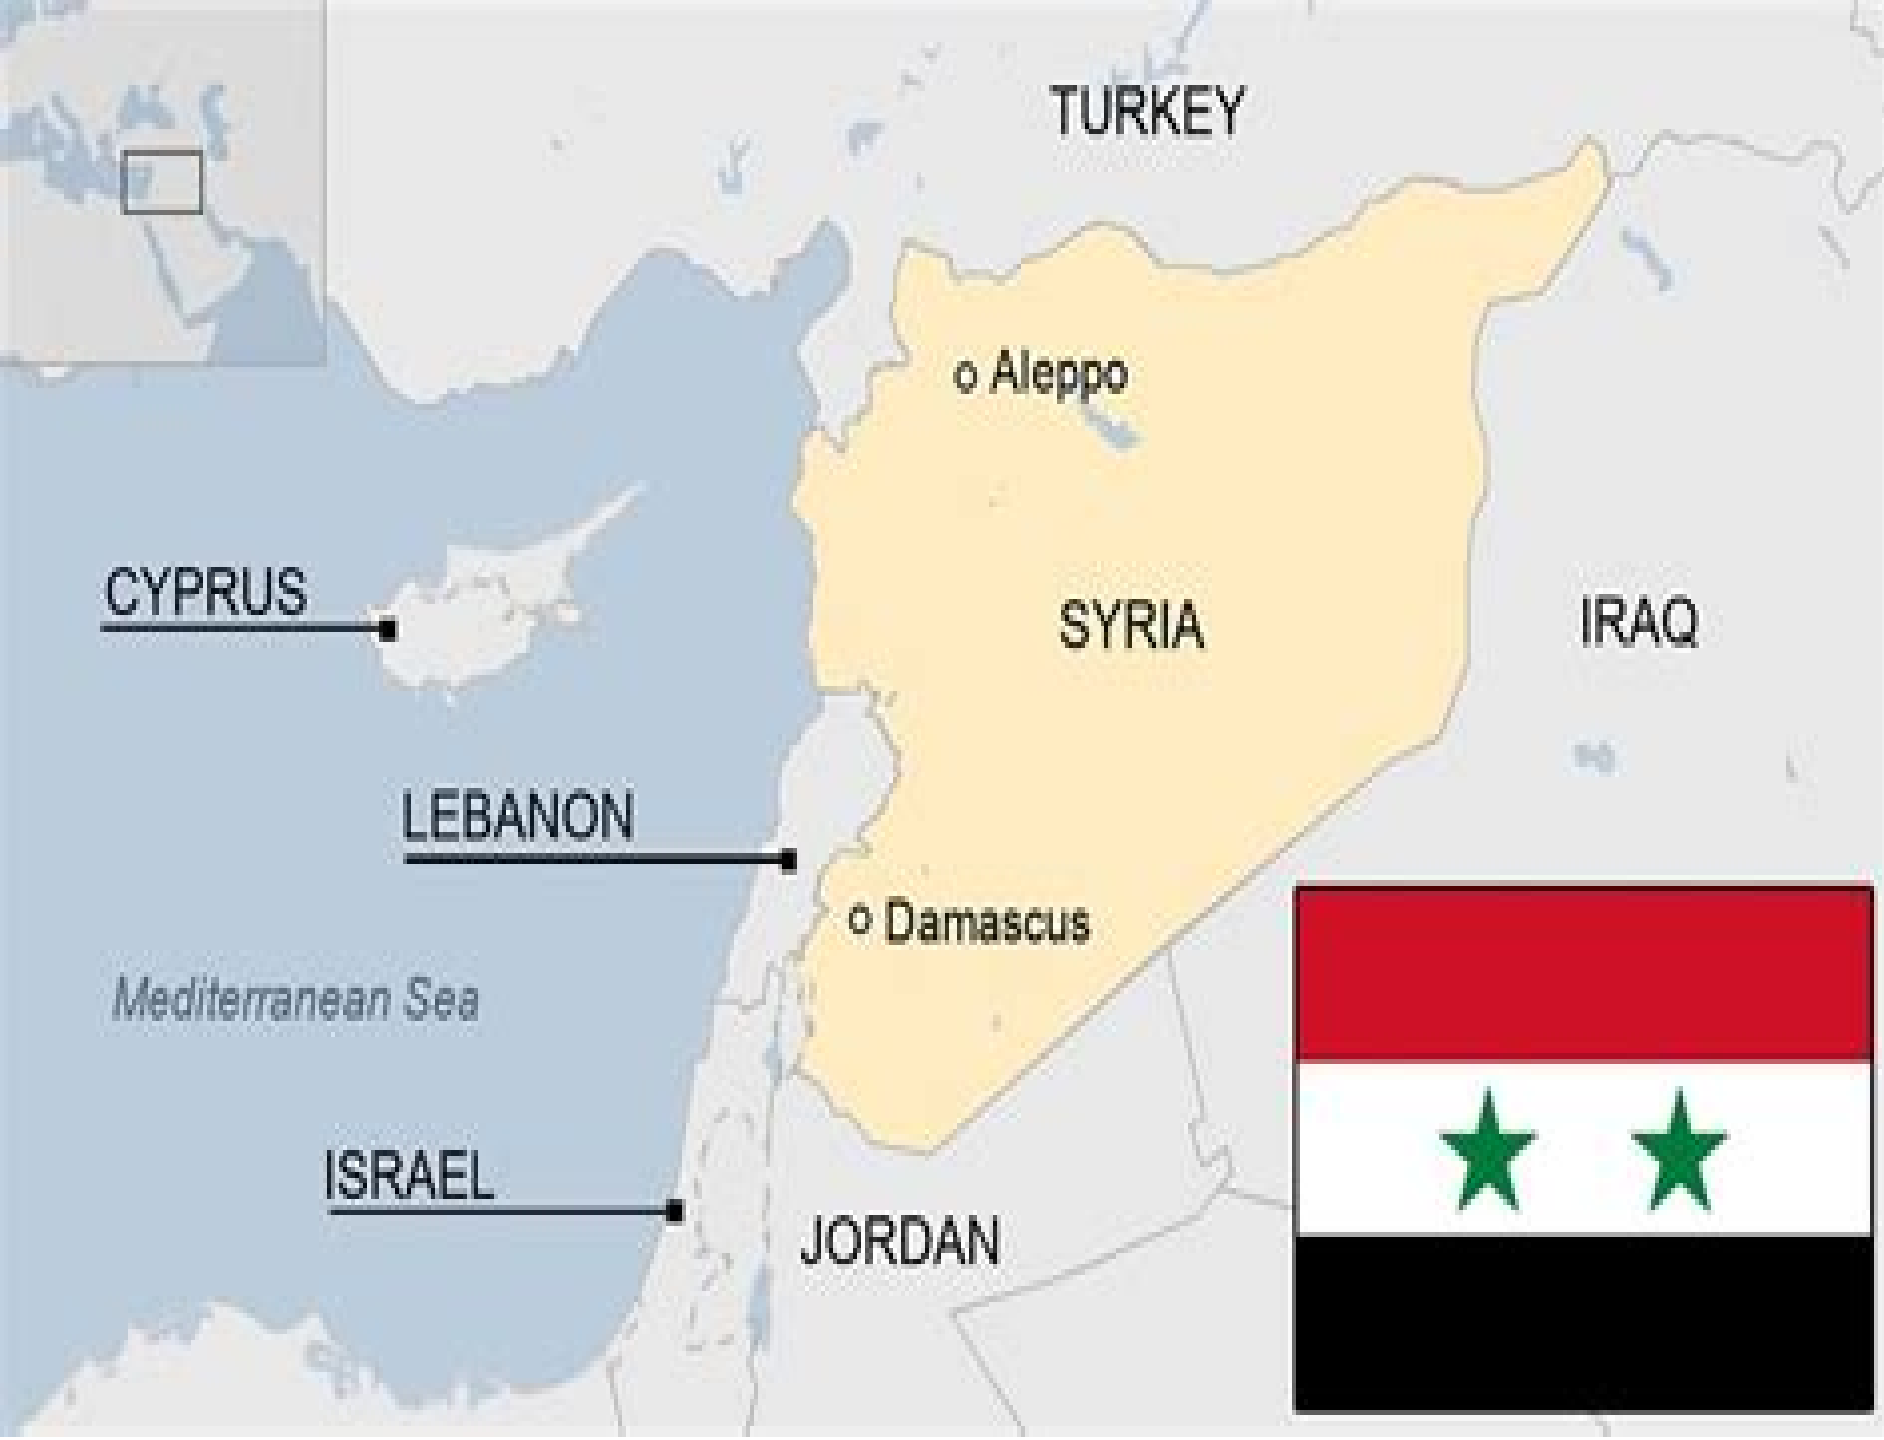 TURKEY
Aleppo
CYPRUS
SYRIA
IRAQ
LEBANON
Damascus
Mediterranean Sea
ISRAEL
JORDAN